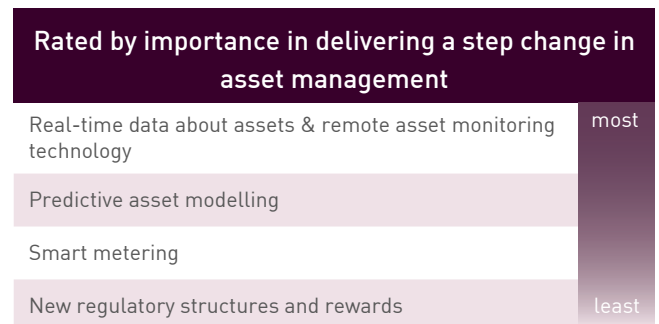 Rated by importance in delivering a step change in
asset management
Real-time data about assets & remote asset monitoring
technology
most
Predictive asset modelling
Smart metering
New regulatory structures and rewards
least